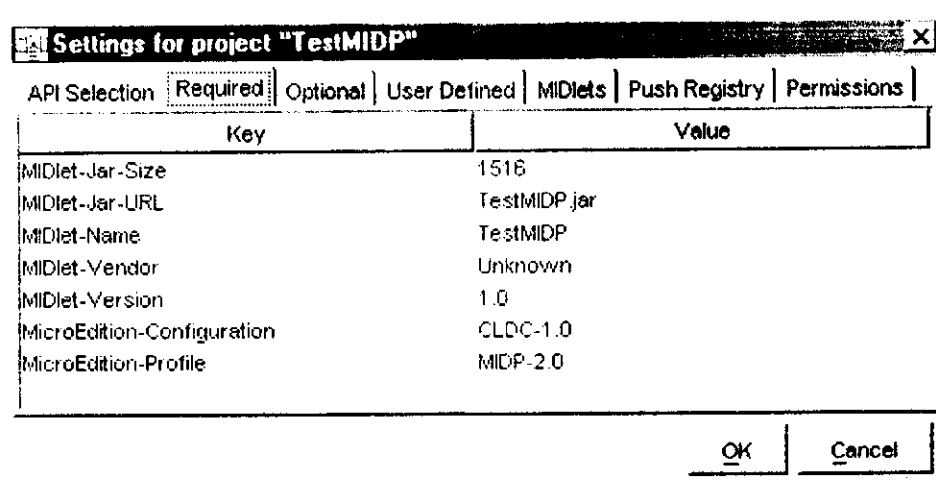 Settings for project "TestMIDP"
API Selection Required Optional User Defined MIDlets Push Registry Permissions
Key Value
MIDlet-Jar-Size 1516
MIDlet-Jar-URL TestMIDP.jar
MIDlet-Name TestMIDP
MIDlet-Vendor Unknown
MIDlet-Version 1.0
MicroEdition-Configuration CLDC-1.0
MicroEdition-Profile MIDP-2.0
OK Cancel